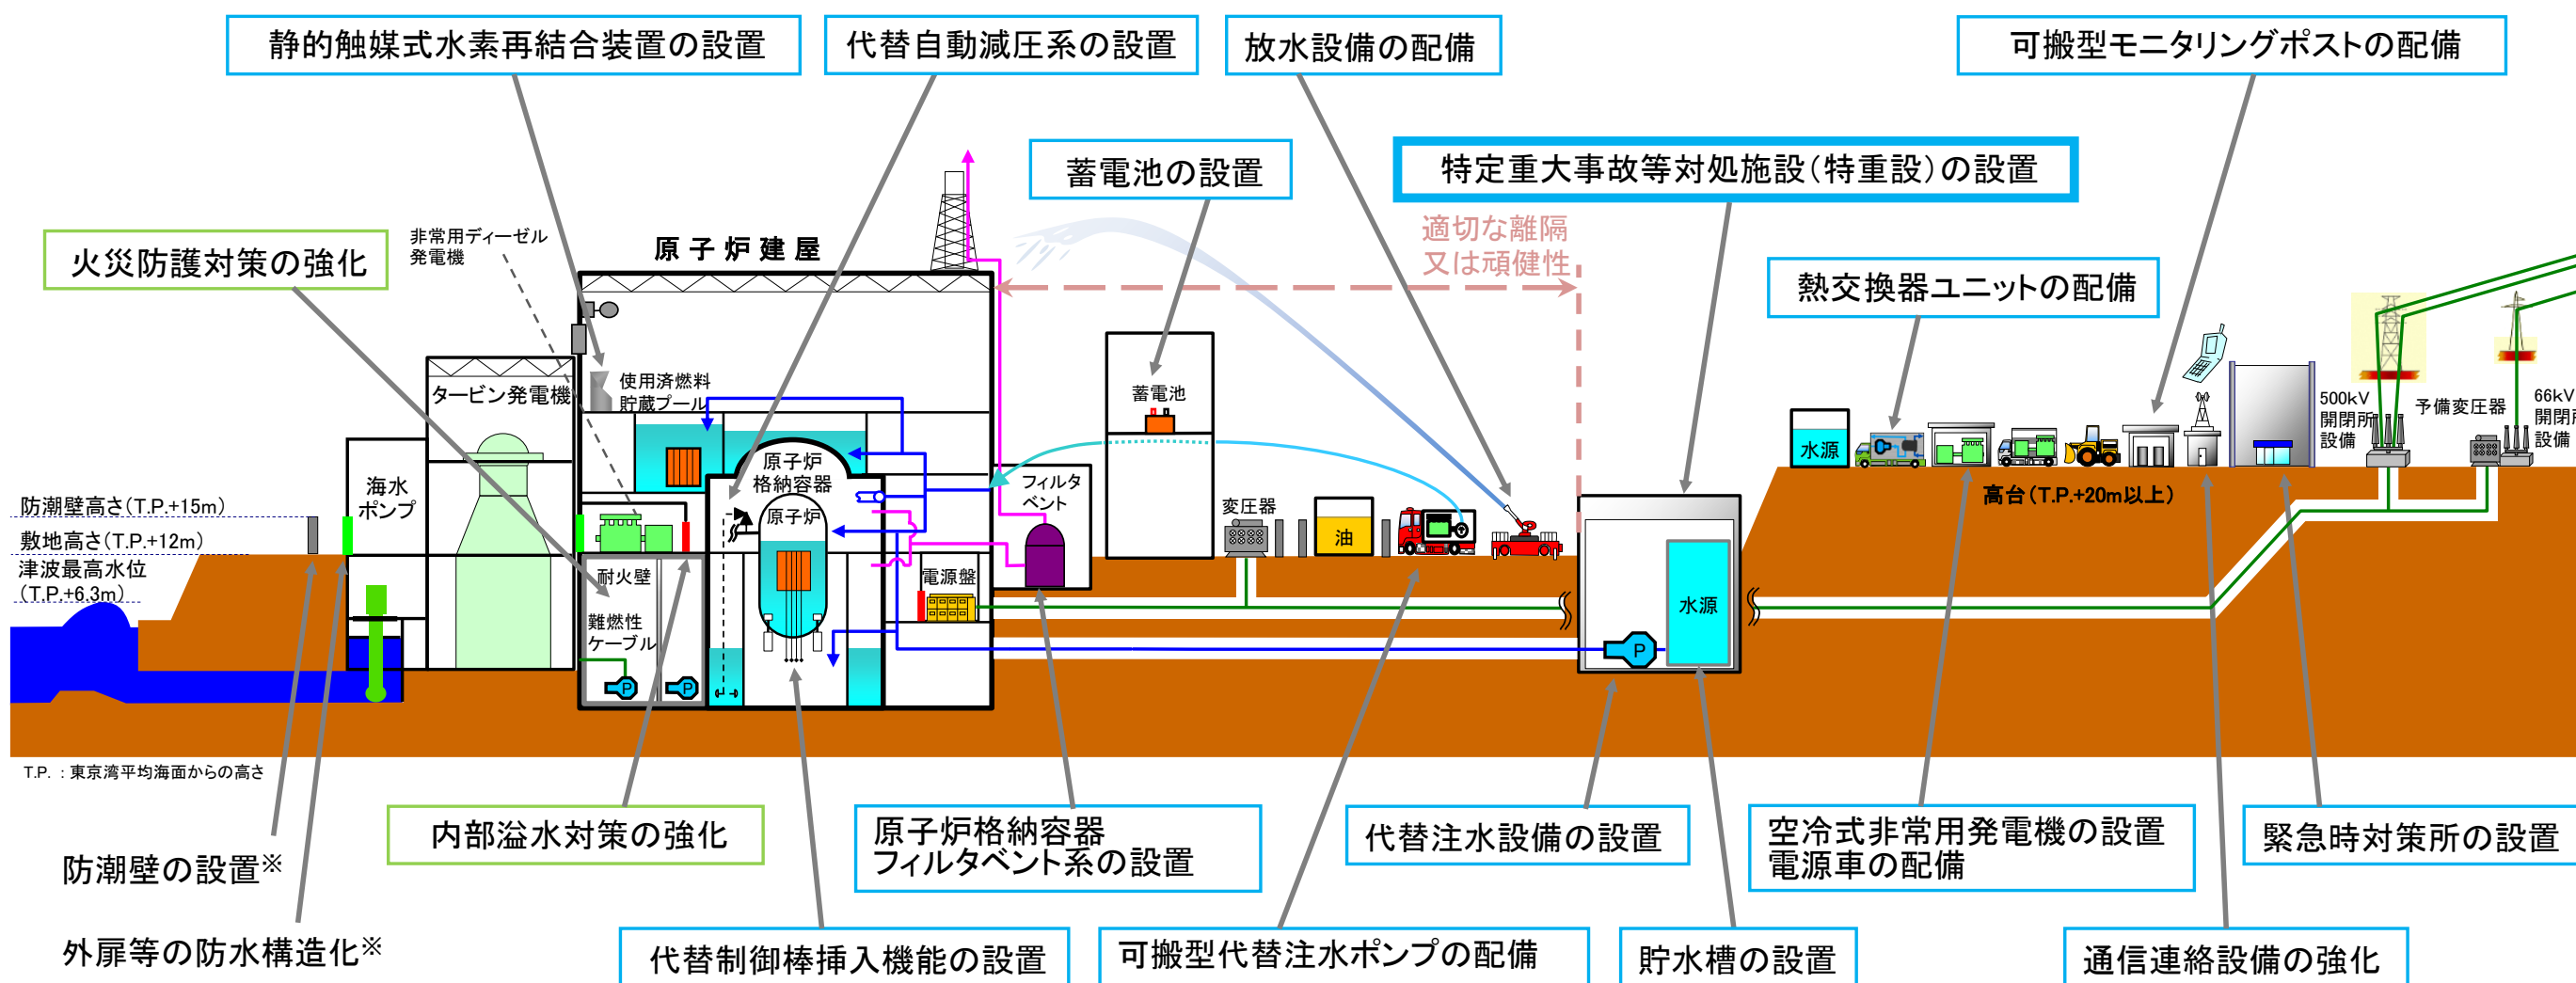 静的触媒式水素再結合装置の設置
代替自動減圧系の設置
放水設備の配備
可搬型モニタリングポストの配備
蓄電池の設置
特定重大事故等対処施設(特重設)の設置
火災防護対策の強化
非常用ディーゼル
発電機
原子炉建屋
適切な離隔
又は頑健性
熱交換器ユニットの配備
タービン発電機
使用済燃料
貯蔵プール
蓄電池
500kV
開閉所
設備
予備変圧器
66kV
開閉所
設備
水源
海水
ポンプ
原子炉
格納容器
原子炉
フィルタ
ベント
変圧器
油
高台(T.P.+20m以上)
防潮壁高さ(T.P.+15m)
敷地高さ(T.P.+12m)
津波最高水位
(T.P.+6.3m)
耐火壁
難燃性
ケーブル
電源盤
水源
P
P
P
T.P. :東京湾平均海面からの高さ
防潮壁の設置※
外扉等の防水構造化※
内部溢水対策の強化
原子炉格納容器
フィルタベント系の設置
代替注水設備の設置
空冷式非常用発電機の設置
電源車の配備
緊急時対策所の設置
代替制御棒挿入機能の設置
可搬型代替注水ポンプの配備
貯水槽の設置
通信連絡設備の強化